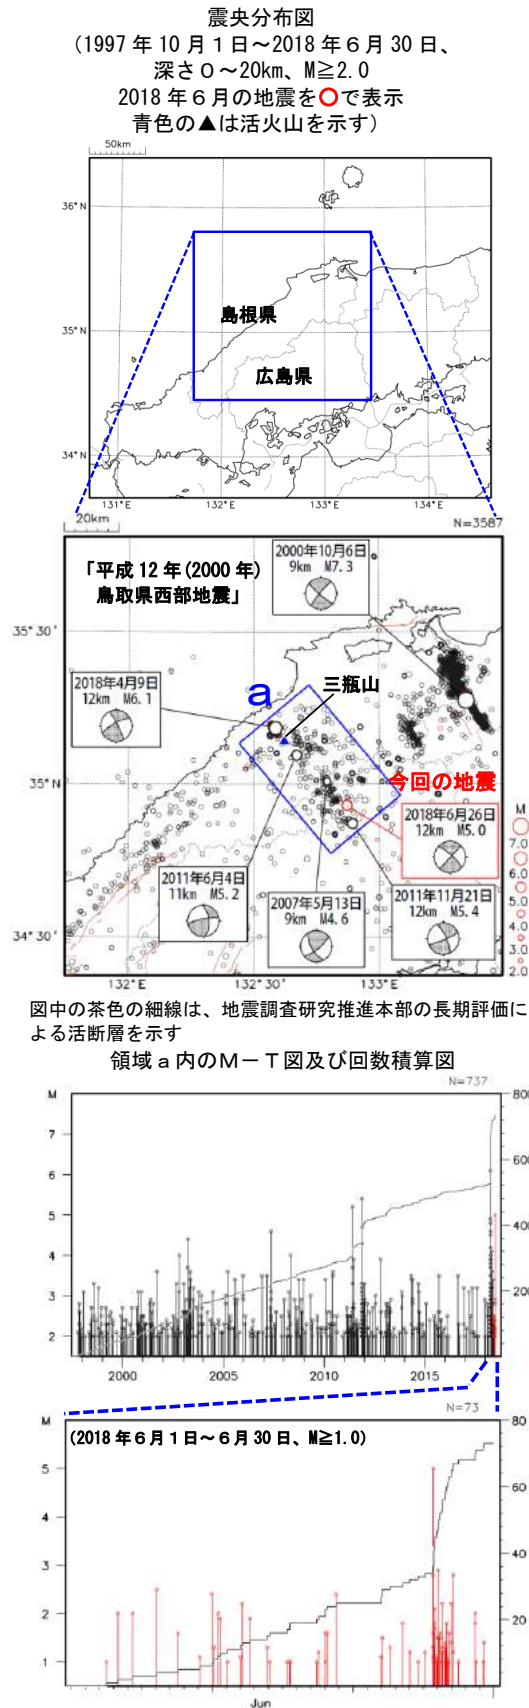 震央分布図
(1997年10月1日～2018年6月30日、
深さ0～20km、M≧2.0
2018年6月の地震を○で表示
青色の▲は活火山を示す)
50km
36°N
35°N
34°N
島根県
広島県
131°E
132°E
133°E
134°E
20km
N=3587
「平成12年(2000年)
鳥取県西部地震」
2000年10月6日
9km M7.3
35°30′
2018年4月9日
12km M6.1
a
三瓶山
35°N
今回の地震
2018年6月26日
12km M5.0
M
7.0
6.0
5.0
4.0
3.0
2.0
2011年6月4日
11km M5.2
2007年5月13日
9km M4.6
2011年11月21日
12km M5.4
34°30′
132°E
132°30′
133°E
図中の茶色の細線は、地震調査研究推進本部の長期評価に
よる活断層を示す
領域a内のM－T図及び回数積算図
N=737
M
7
6
5
4
3
2
800
600
400
200
2000
2005
2010
2015
N=73
M
(2018年6月1日～6月30日、M≧1.0)
5
4
3
2
1
80
60
40
20
Jun